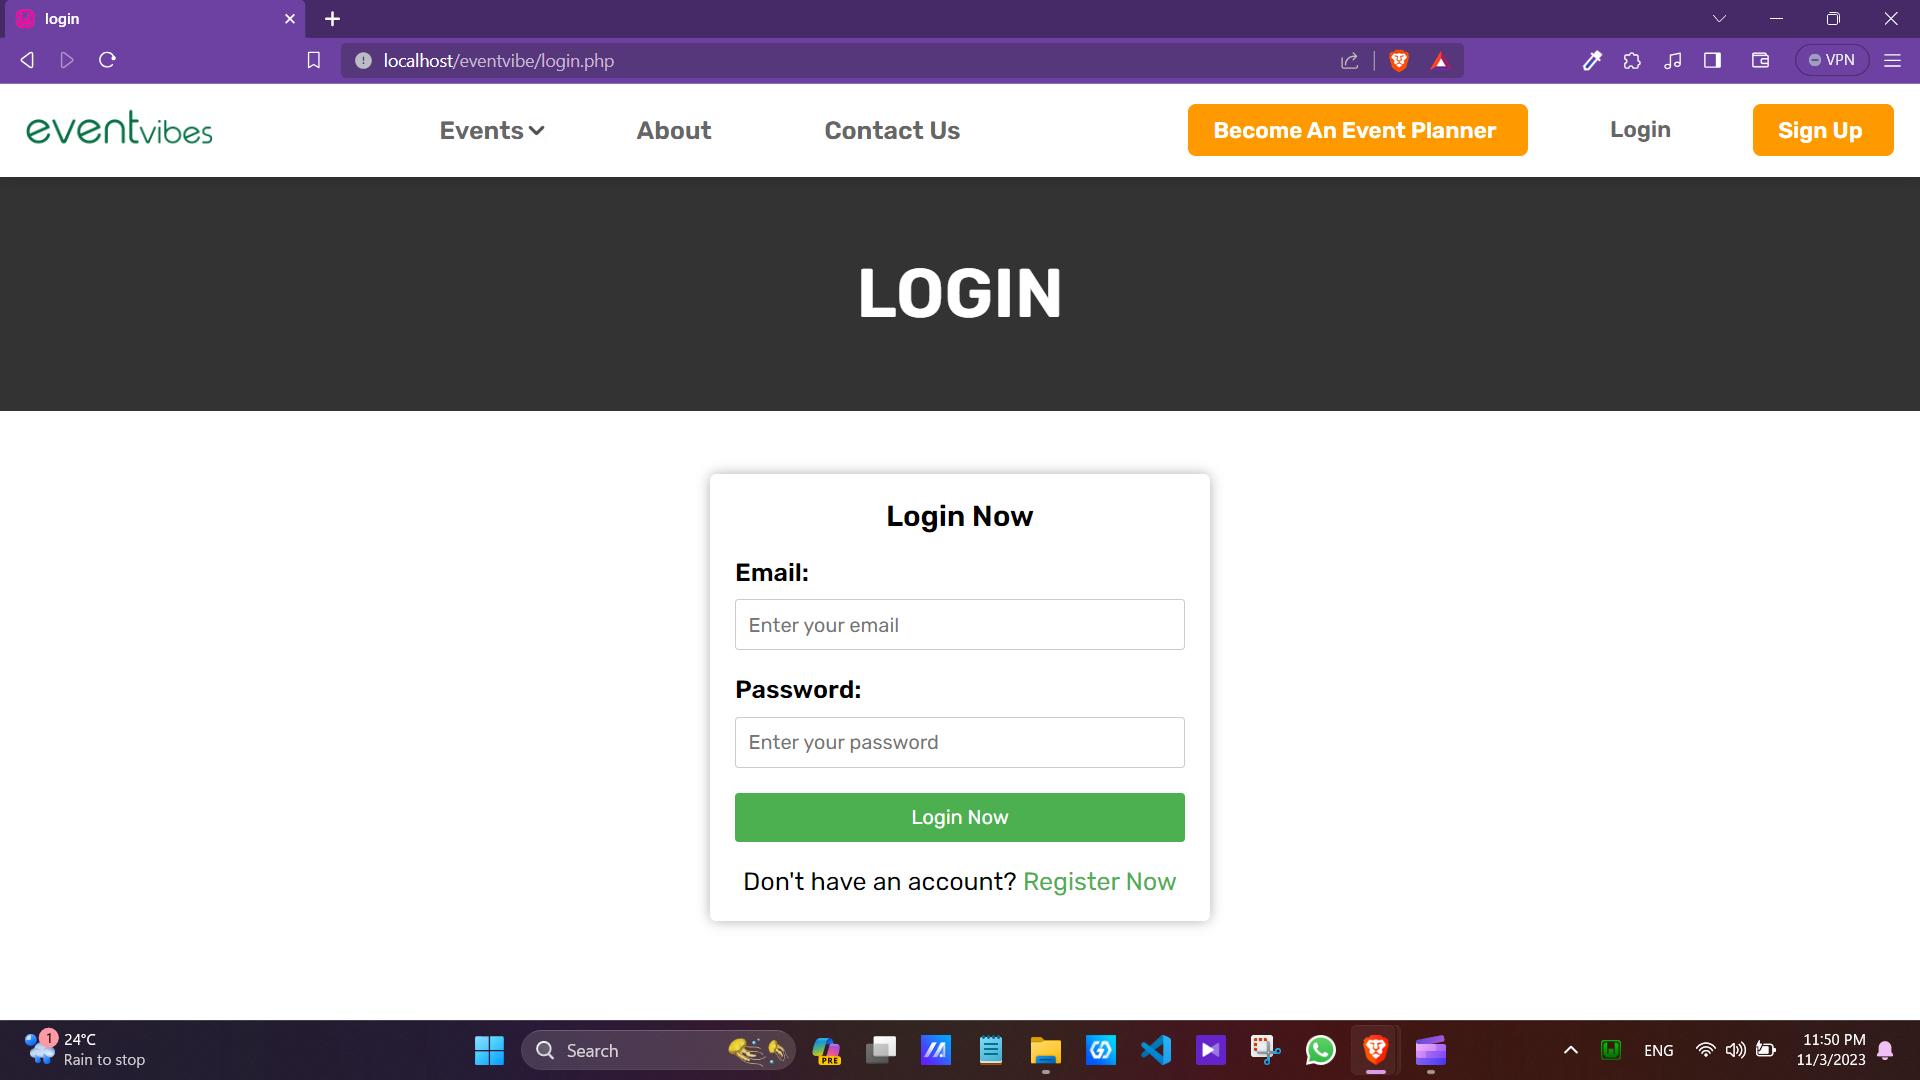 login
localhost/eventvibe/login.php
VPN
eventvibes
Events
About
Contact Us
Become An Event Planner
Login
Sign Up
LOGIN
Login Now
Email:
Enter your email
Password:
Enter your password
Login Now
Don't have an account? Register Now
1
24°C
Rain to stop
Search
PRE
ENG
11:50 PM
11/3/2023